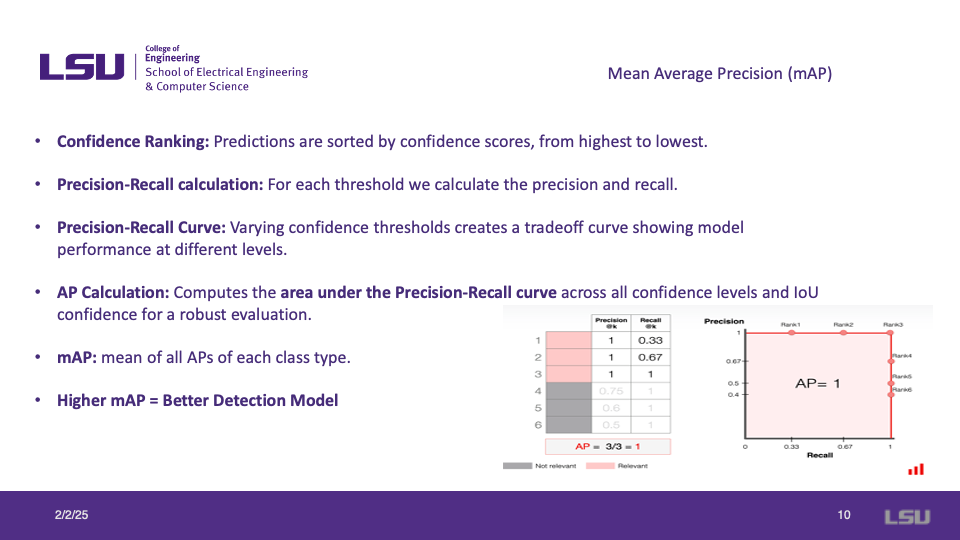 LSU
College of
Engineering
School of Electrical Engineering
& Computer Science
Mean Average Precision (mAP)
• Confidence Ranking: Predictions are sorted by confidence scores, from highest to lowest.
• Precision-Recall calculation: For each threshold we calculate the precision and recall.
• Precision-Recall Curve: Varying confidence thresholds creates a tradeoff curve showing model
performance at different levels.
• AP Calculation: Computes the area under the Precision-Recall curve across all confidence levels and IoU
confidence for a robust evaluation.
• mAP: mean of all APs of each class type.
• Higher mAP = Better Detection Model
Precision @k Recall @k
1 1 0.33
2 1 0.67
3 1 1
4 0.75 1
5 0.6 1
6 0.5 1
AP = 3/3 = 1
Not relevant Relevant
Precision
Rank1 Rank2 Rank3
1
Rank4
0.67
Rank5
0.5
Rank6
0.4
AP= 1
0 0.33 0.67 1
Recall
2/2/25 10 LSU